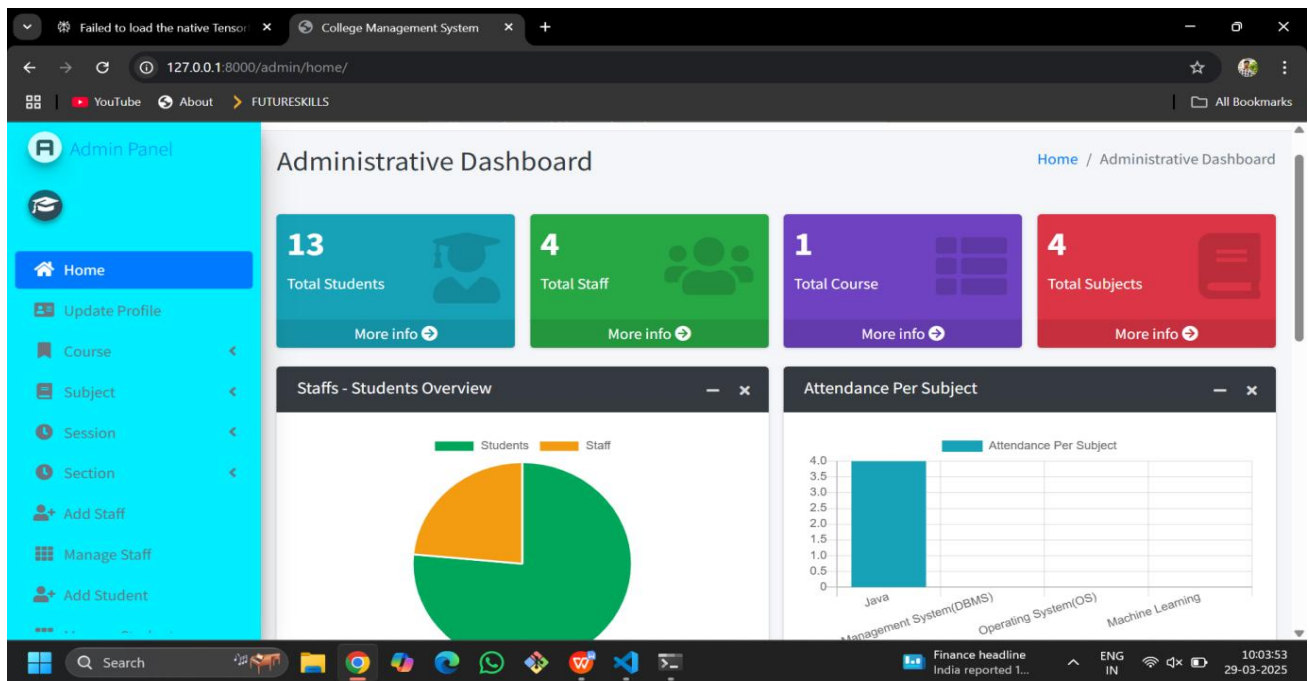 Failed to load the native Tensor
College Management System
127.0.0.1:8000/admin/home/
YouTube
About
FUTURESKILLS
All Bookmarks
A Admin Panel
Home
Update Profile
Course
Subject
Session
Section
Add Staff
Manage Staff
Add Student
Administrative Dashboard
Home / Administrative Dashboard
13
Total Students
More info
4
Total Staff
More info
1
Total Course
More info
4
Total Subjects
More info
Staffs - Students Overview
Students Staff
Attendance Per Subject
Attendance Per Subject
4.0
3.5
3.0
2.5
2.0
1.5
1.0
0.5
0
Java
Management System(DBMS)
Operating System(OS)
Machine Learning
Search
Finance headline
India reported 1...
ENG
IN
10:03:53
29-03-2025